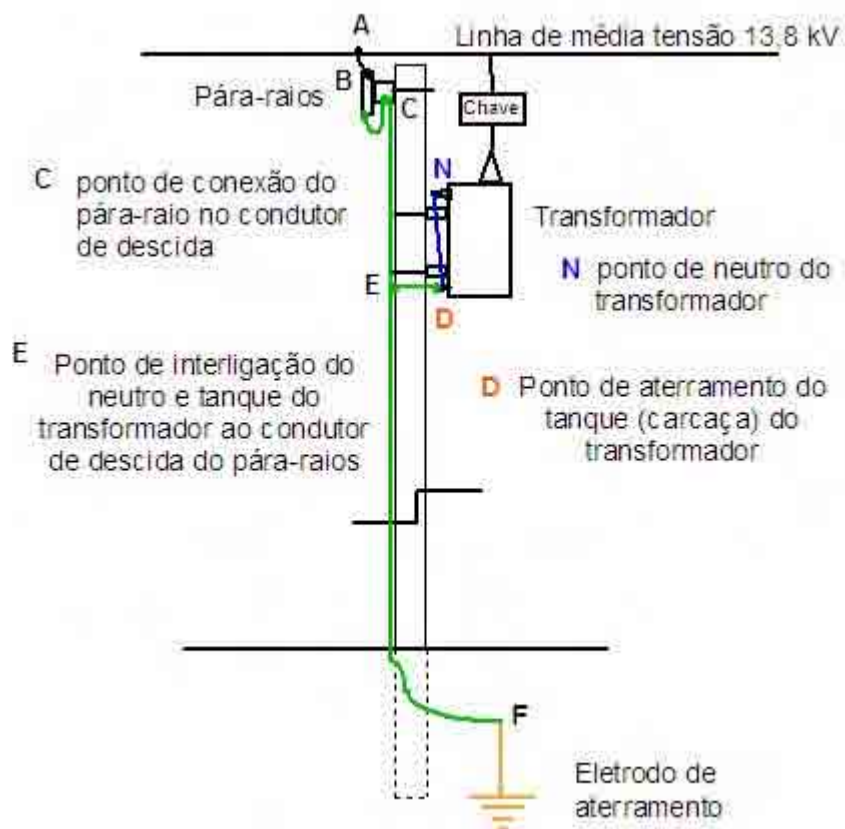 A
Linha de média tensão 13,8 kV
B
Pára-raios
C
Chave
C ponto de conexão do
pára-raio no condutor
de descida
N
Transformador
N ponto de neutro do
transformador
E
D
E Ponto de interligação do
neutro e tanque do
transformador ao condutor
de descida do pára-raios
D Ponto de aterramento do
tanque (carcaça) do
transformador
F
Eletrodo de
aterramento